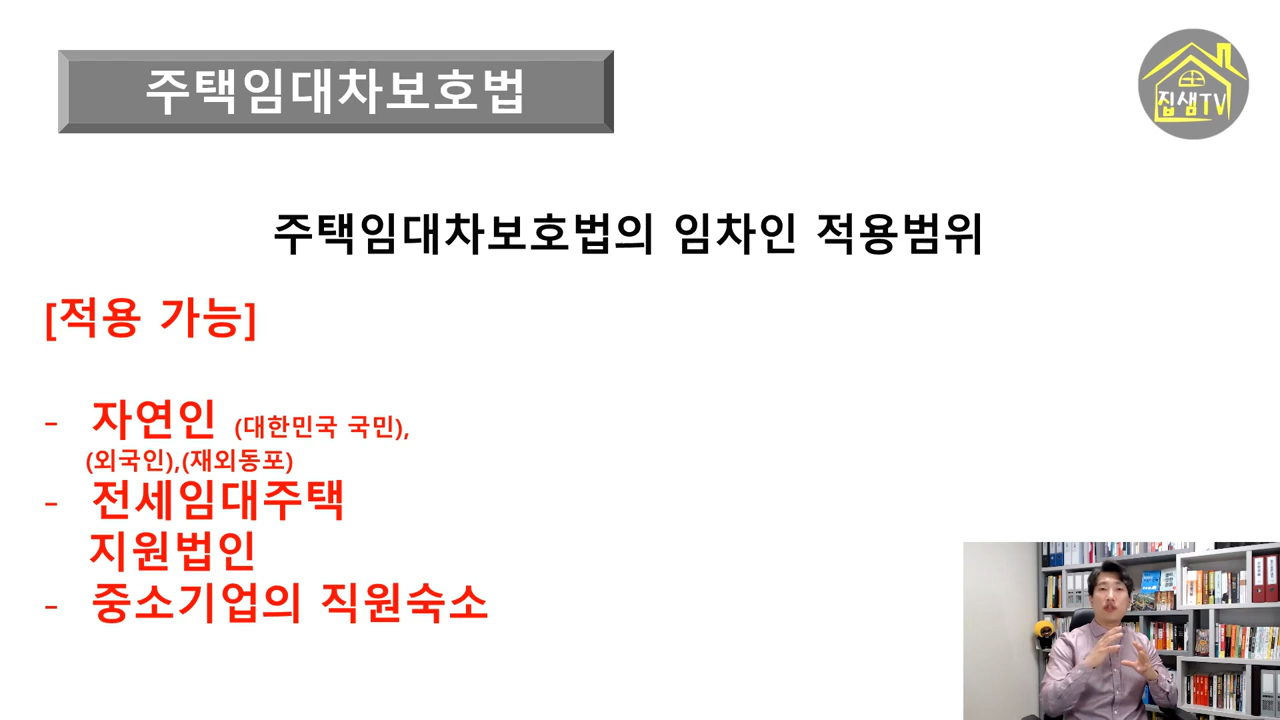 주택임대차보호법
집샘TV
주택임대차보호법의 임차인 적용범위
[적용 가능]
- 자연인 (대한민국 국민),
(외국인),(재외동포)
- 전세임대주택
지원법인
- 중소기업의 직원숙소